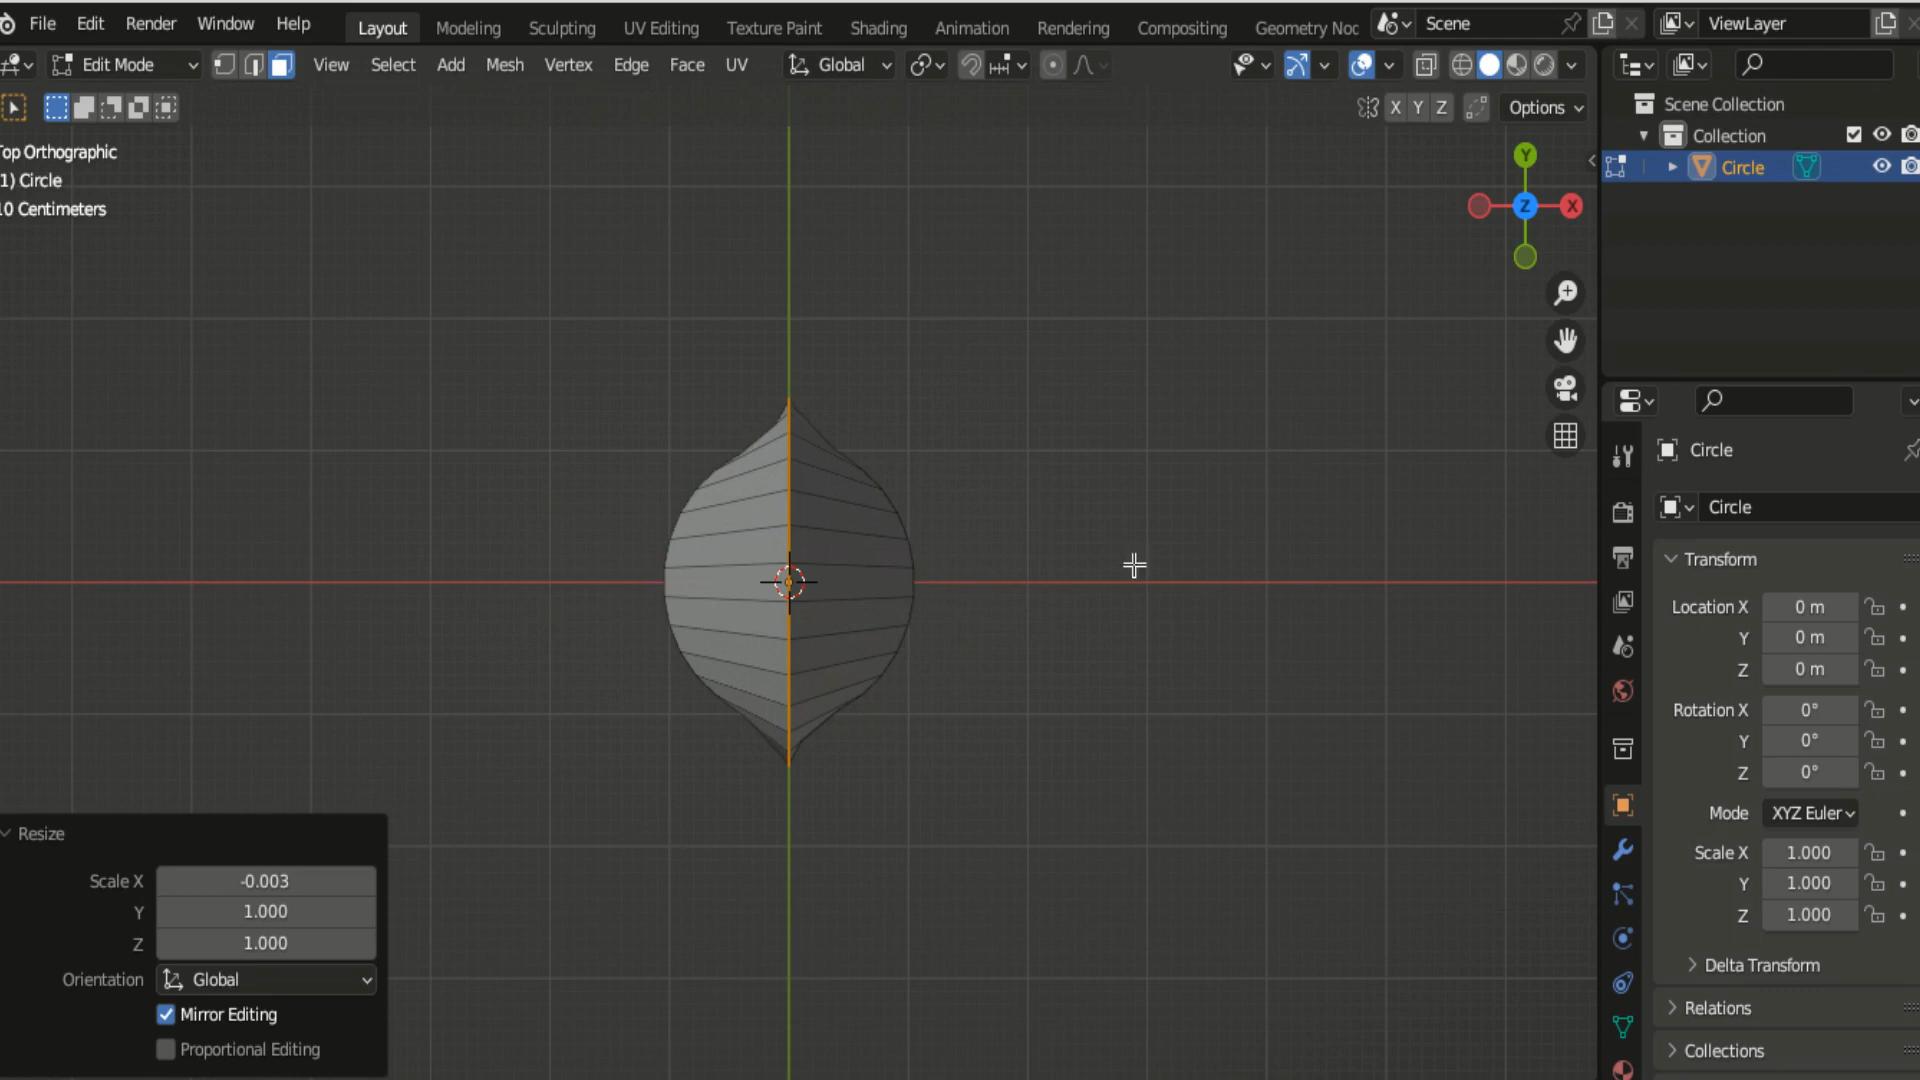 File Edit Render Window Help Layout Modeling Sculpting UV Editing Texture Paint Shading Animation Rendering Compositing Geometry Noc Scene ViewLayer
Edit Mode View Select Add Mesh Vertex Edge Face UV Global
X Y Z Options
Top Orthographic
1) Circle
10 Centimeters
Y
Z X
Scene Collection
Collection
Circle
Circle
Circle
Transform
Location X 0 m
Y 0 m
Z 0 m
Rotation X 0°
Y 0°
Z 0°
Mode XYZ Euler
Scale X 1.000
Y 1.000
Z 1.000
Delta Transform
Relations
Collections
Resize
Scale X -0.003
Y 1.000
Z 1.000
Orientation Global
Mirror Editing
Proportional Editing